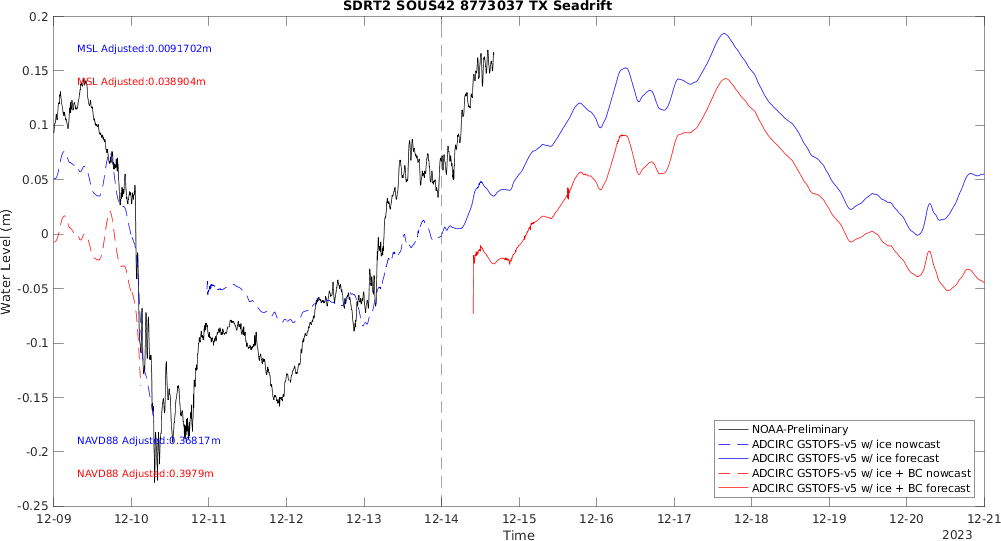 SDRT2 SOUS42 8773037 TX Seadrift
MSL Adjusted:0.0091702m
MSL Adjusted:0.038904m
NAVD88 Adjusted:0.36817m
NAVD88 Adjusted:0.3979m
Water Level (m)
0.2
0.15
0.1
0.05
0
-0.05
-0.1
-0.15
-0.2
-0.25
NOAA-Preliminary
ADCIRC GSTOFS-v5 w/ ice nowcast
ADCIRC GSTOFS-v5 w/ ice forecast
ADCIRC GSTOFS-v5 w/ ice + BC nowcast
ADCIRC GSTOFS-v5 w/ ice + BC forecast
12-09 12-10 12-11 12-12 12-13 12-14 12-15 12-16 12-17 12-18 12-19 12-20 12-21
Time
2023